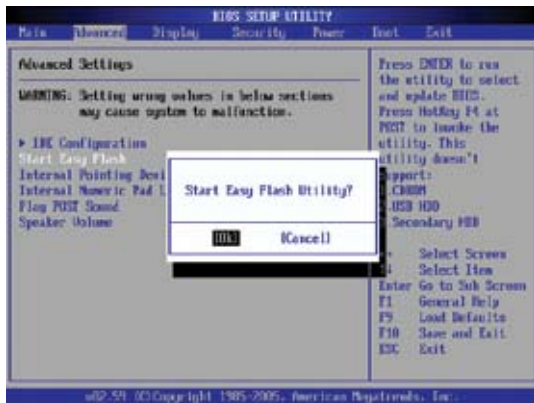 BIOS SETUP UTILITY
Main Advanced Display Security Power Boot Exit
Advanced Settings
WARNING: Setting wrong values in below sections
may cause system to malfunction.
IDE Configuration
Start Easy Flash
Internal Pointing Devi
Internal Numeric Pad L
Play POST Sound
Speaker Volume
Start Easy Flash Utility?
[Ok] [Cancel]
Press ENTER to run
the utility to select
and update BIOS.
Press HotKey F4 at
POST to invoke the
utility. This
utility doesn't
support:
CDROM
USB HDD
Secondary HDD
Select Screen
Select Item
Enter Go to Sub Screen
F1 General Help
F9 Load Defaults
F10 Save and Exit
ESC Exit
v02.59 (C)Copyright 1985-2005, American Megatrends, Inc.